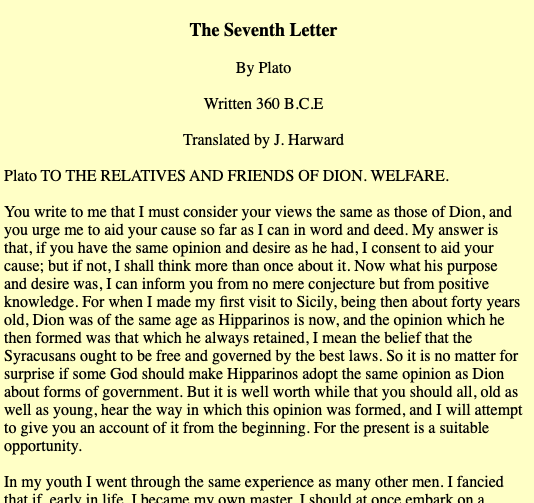 The Seventh Letter
By Plato
Written 360 B.C.E
Translated by J. Harward
Plato TO THE RELATIVES AND FRIENDS OF DION. WELFARE.
You write to me that I must consider your views the same as those of Dion, and
you urge me to aid your cause so far as I can in word and deed. My answer is
that, if you have the same opinion and desire as he had, I consent to aid your
cause; but if not, I shall think more than once about it. Now what his purpose
and desire was, I can inform you from no mere conjecture but from positive
knowledge. For when I made my first visit to Sicily, being then about forty years
old, Dion was of the same age as Hipparinos is now, and the opinion which he
then formed was that which he always retained, I mean the belief that the
Syracusans ought to be free and governed by the best laws. So it is no matter for
surprise if some God should make Hipparinos adopt the same opinion as Dion
about forms of government. But it is well worth while that you should all, old as
well as young, hear the way in which this opinion was formed, and I will attempt
to give you an account of it from the beginning. For the present is a suitable
opportunity.
In my youth I went through the same experience as many other men. I fancied
that if, early in life, I became my own master, I should at once embark on a